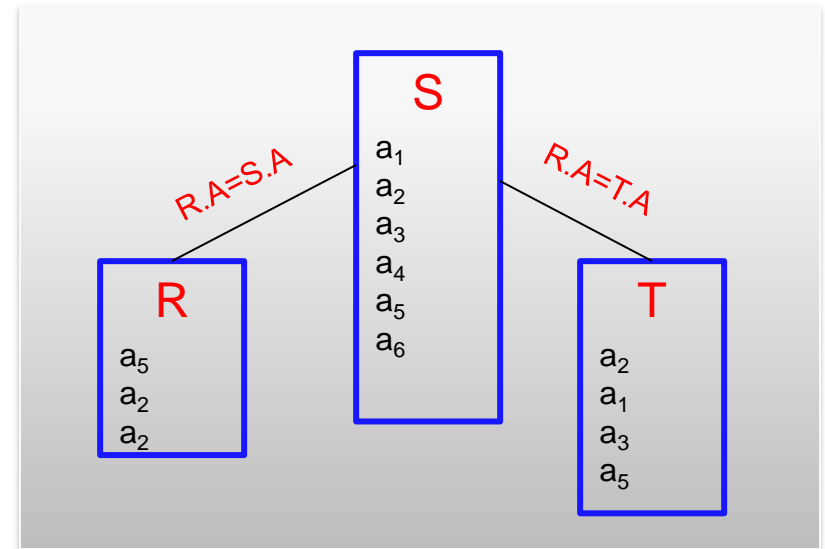 S
a₁
a₂
a₃
a₄
a₅
a₆
R.A=S.A
R.A=T.A
R
a₅
a₂
a₂
T
a₂
a₁
a₃
a₅